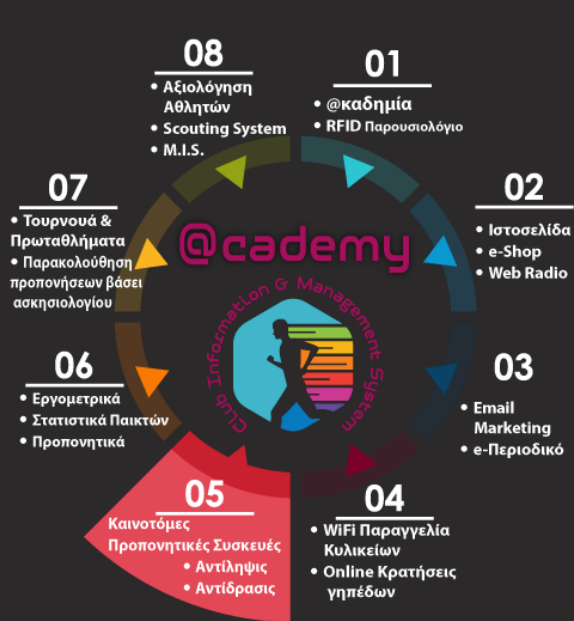 08
• Αξιολόγηση
Αθλητών
• Scouting System
• M.I.S.
01
• @καδημία
• RFID Παρουσιολόγιο
02
• Ιστοσελίδα
• e-Shop
• Web Radio
03
• Email
Marketing
• e-Περιοδικό
04
• WiFi Παραγγελία
Κυλικείων
• Online Κρατήσεις
γηπέδων
05
Καινοτόμες
Προπονητικές Συσκευές
• Αντίληψις
• Αντίδρασις
06
• Εργομετρικά
• Στατιστικά Παικτών
• Προπονητικά
07
• Τουρνουά &
Πρωταθλήματα
• Παρακολούθηση
προπονήσεων βάσει
ασκησιολογίου
@cademy
Club Information & Management System